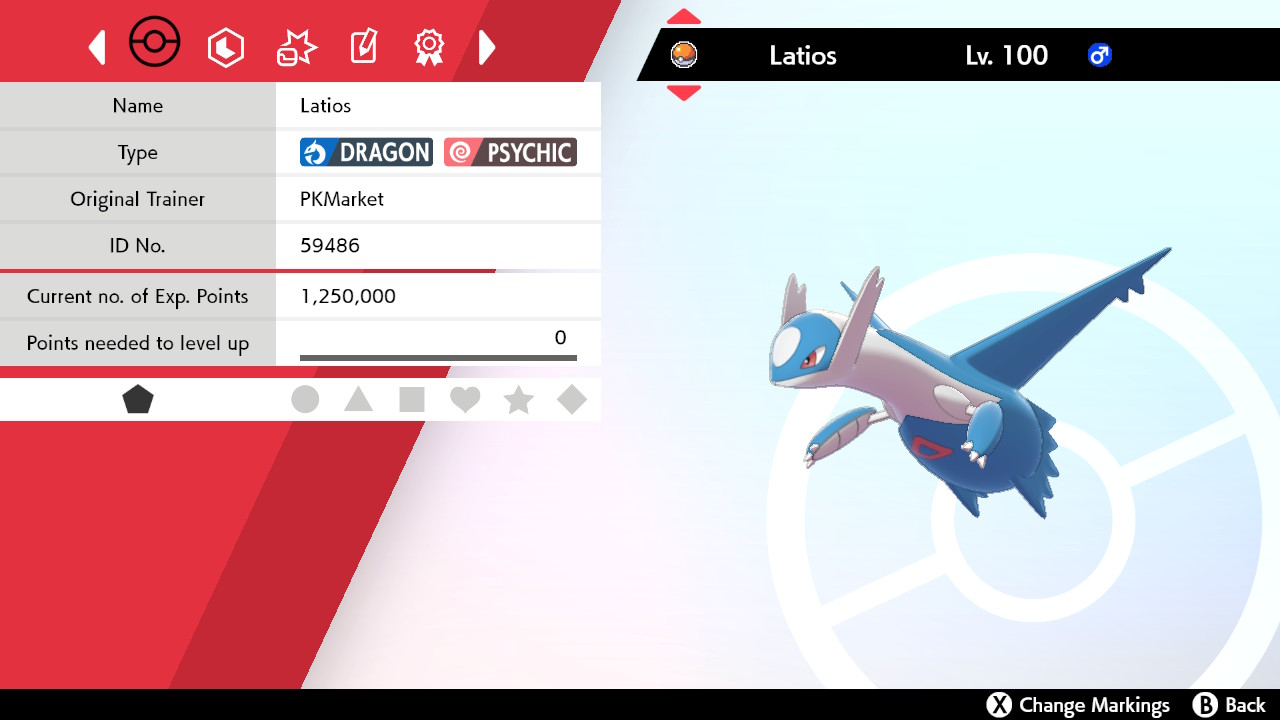 Latios Lv. 100
Name Latios
Type DRAGON PSYCHIC
Original Trainer PKMarket
ID No. 59486
Current no. of Exp. Points 1,250,000
Points needed to level up 0
X Change Markings B Back